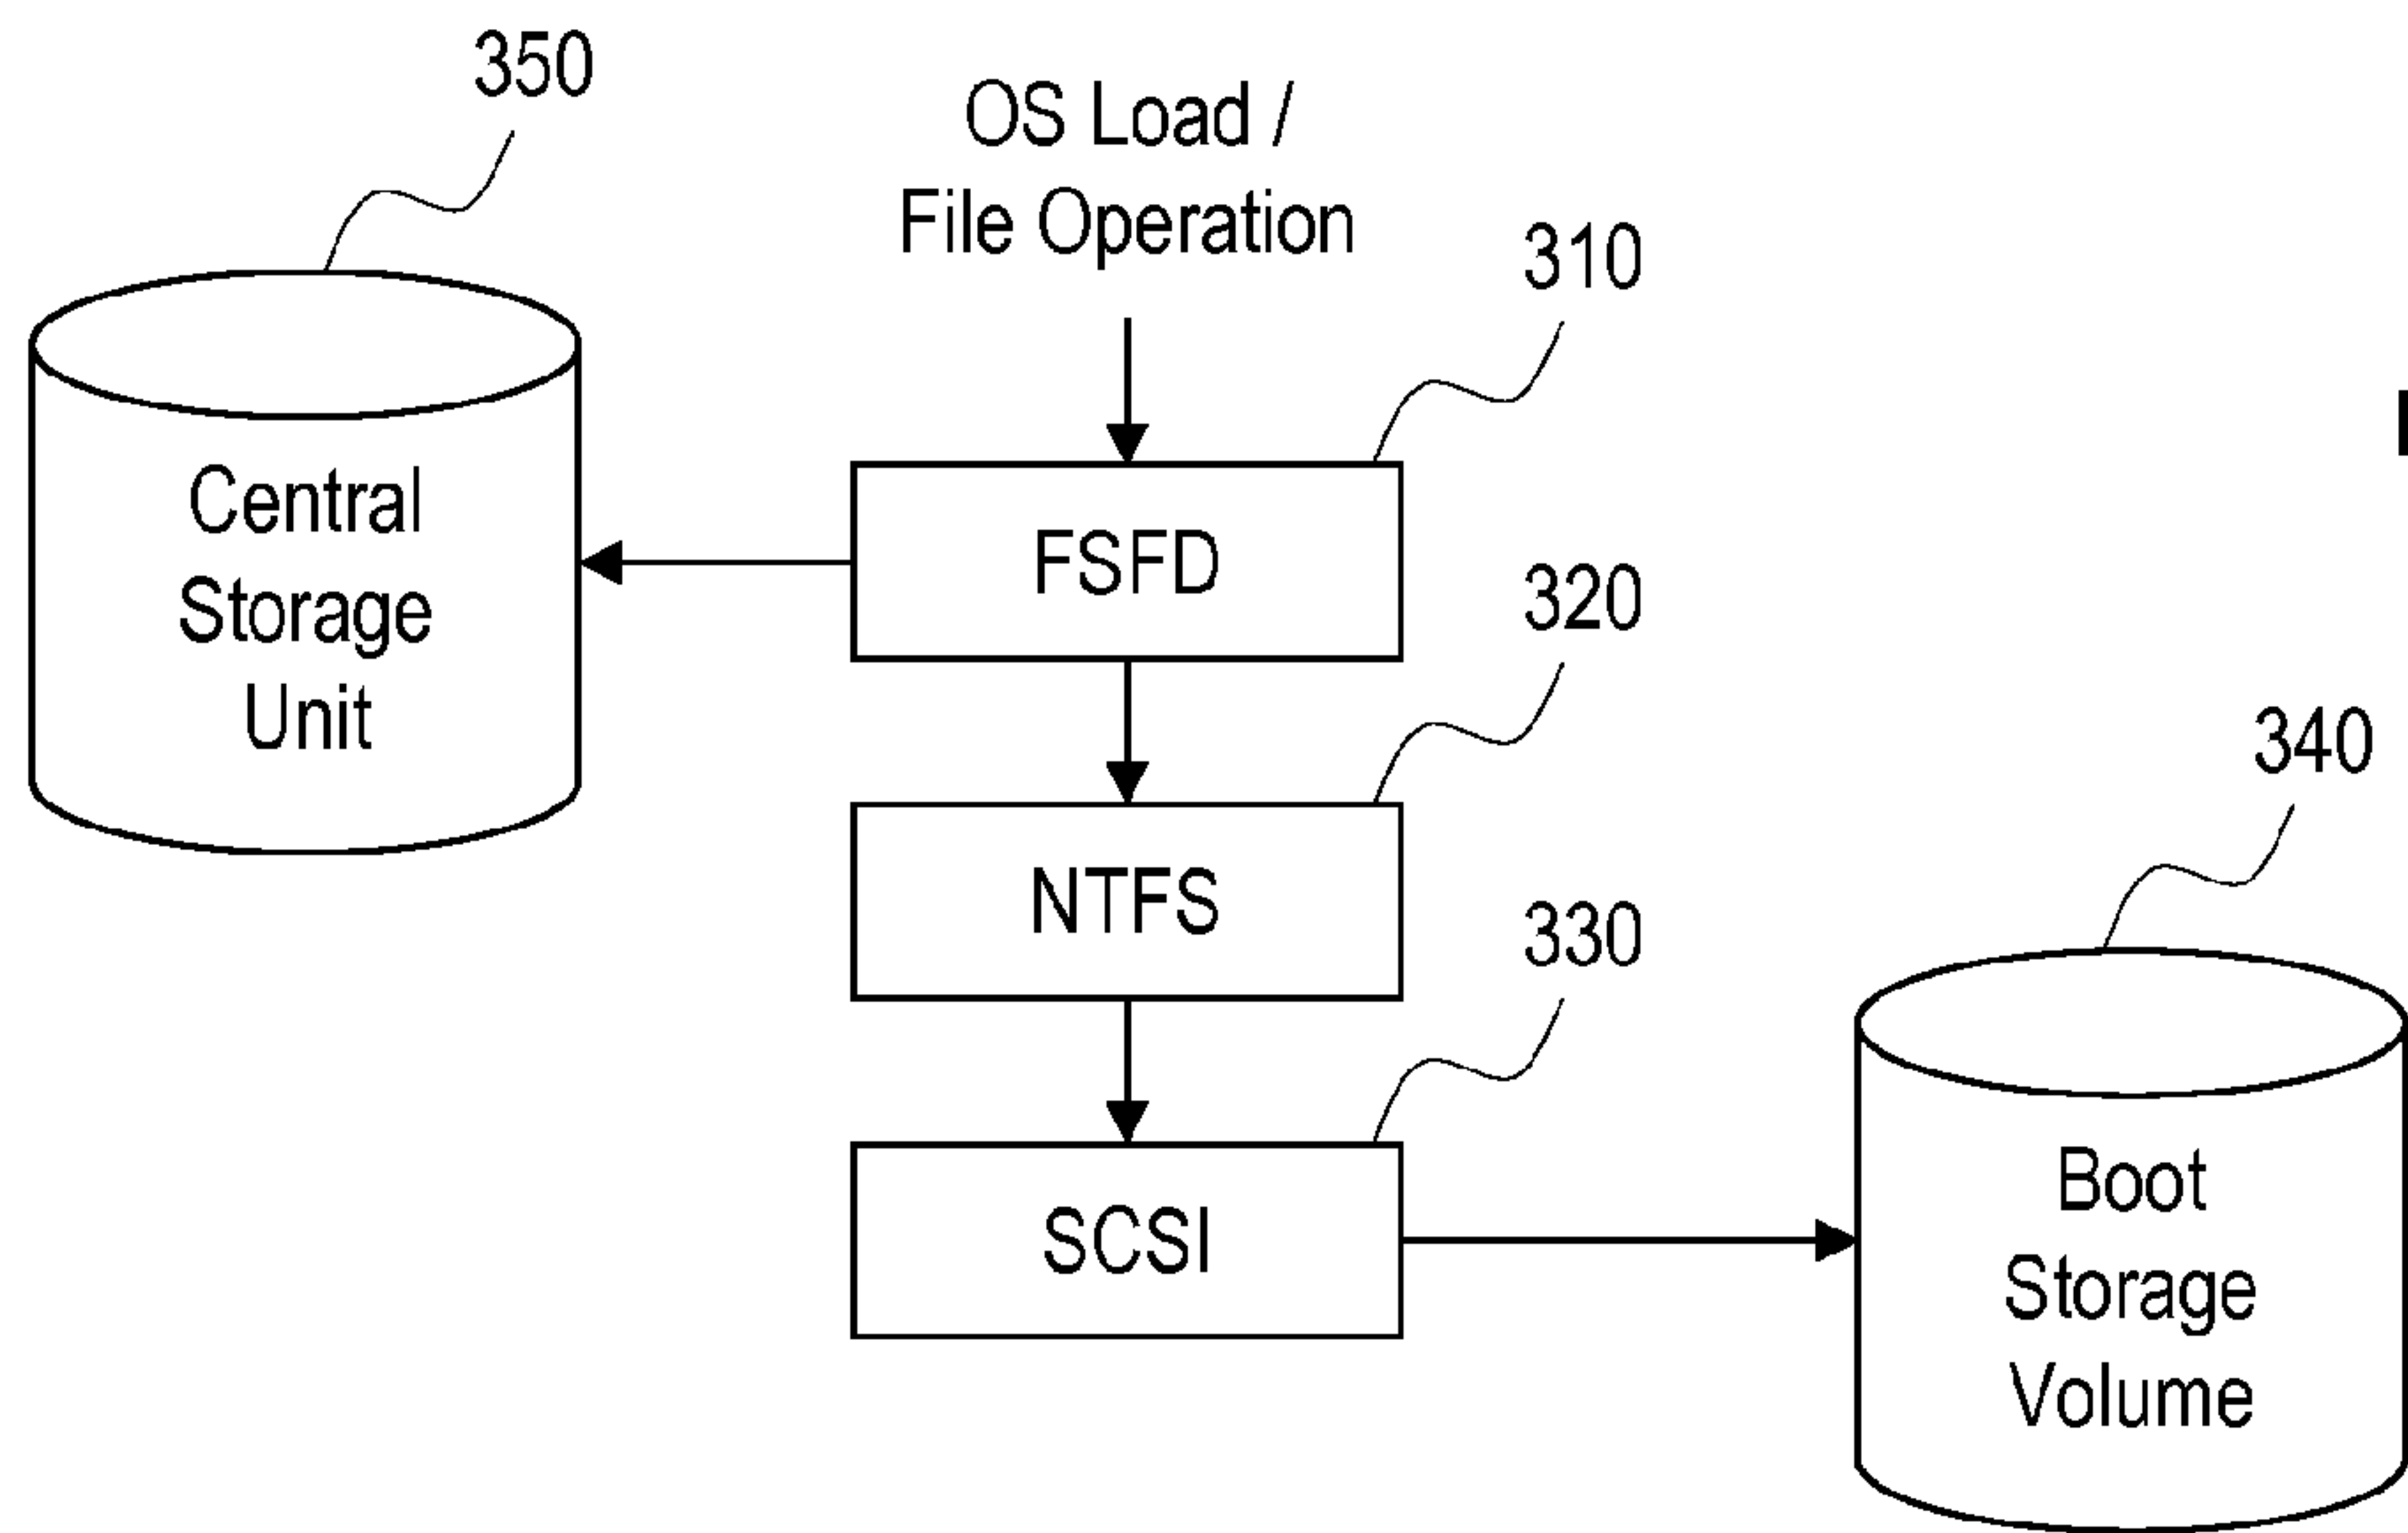 350
OS Load /
File Operation
310
Central
Storage
Unit
FSFD
320
NTFS
340
330
SCSI
Boot
Storage
Volume